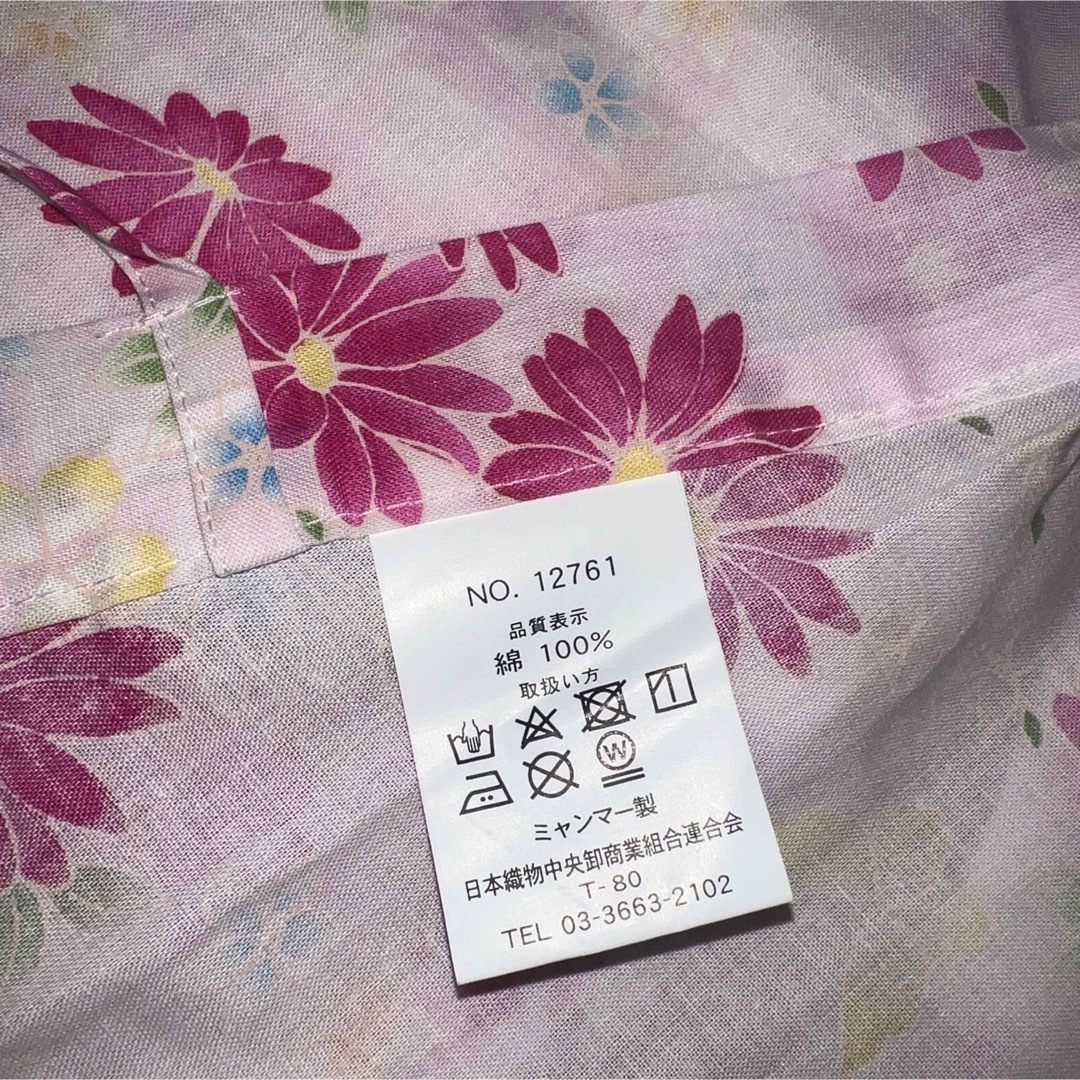 NO. 12761
品質表示
綿 100%
取扱い方
W
ミャンマー製
日本織物中央卸商業組合連合会
T-80
TEL 03-3663-2102